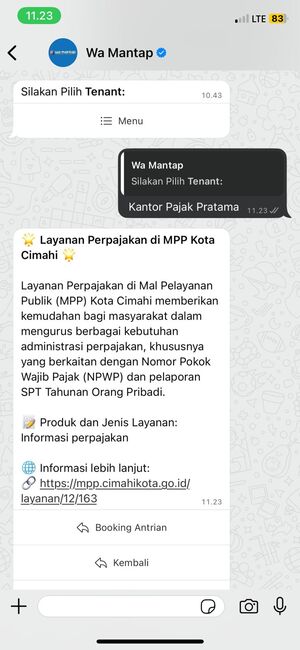 11.23
LTE 83
Wa Mantap
Silakan Pilih Tenant:
10.43
Menu
Wa Mantap
Silakan Pilih Tenant:
Kantor Pajak Pratama
11.23
🌟 Layanan Perpajakan di MPP Kota
Cimahi 🌟
Layanan Perpajakan di Mal Pelayanan
Publik (MPP) Kota Cimahi memberikan
kemudahan bagi masyarakat dalam
mengurus berbagai kebutuhan
administrasi perpajakan, khususnya
yang berkaitan dengan Nomor Pokok
Wajib Pajak (NPWP) dan pelaporan
SPT Tahunan Orang Pribadi.
📝 Produk dan Jenis Layanan:
Informasi perpajakan
🌐 Informasi lebih lanjut:
🔗 https://mpp.cimahikota.go.id/
layanan/12/163
11.23
Booking Antrian
Kembali